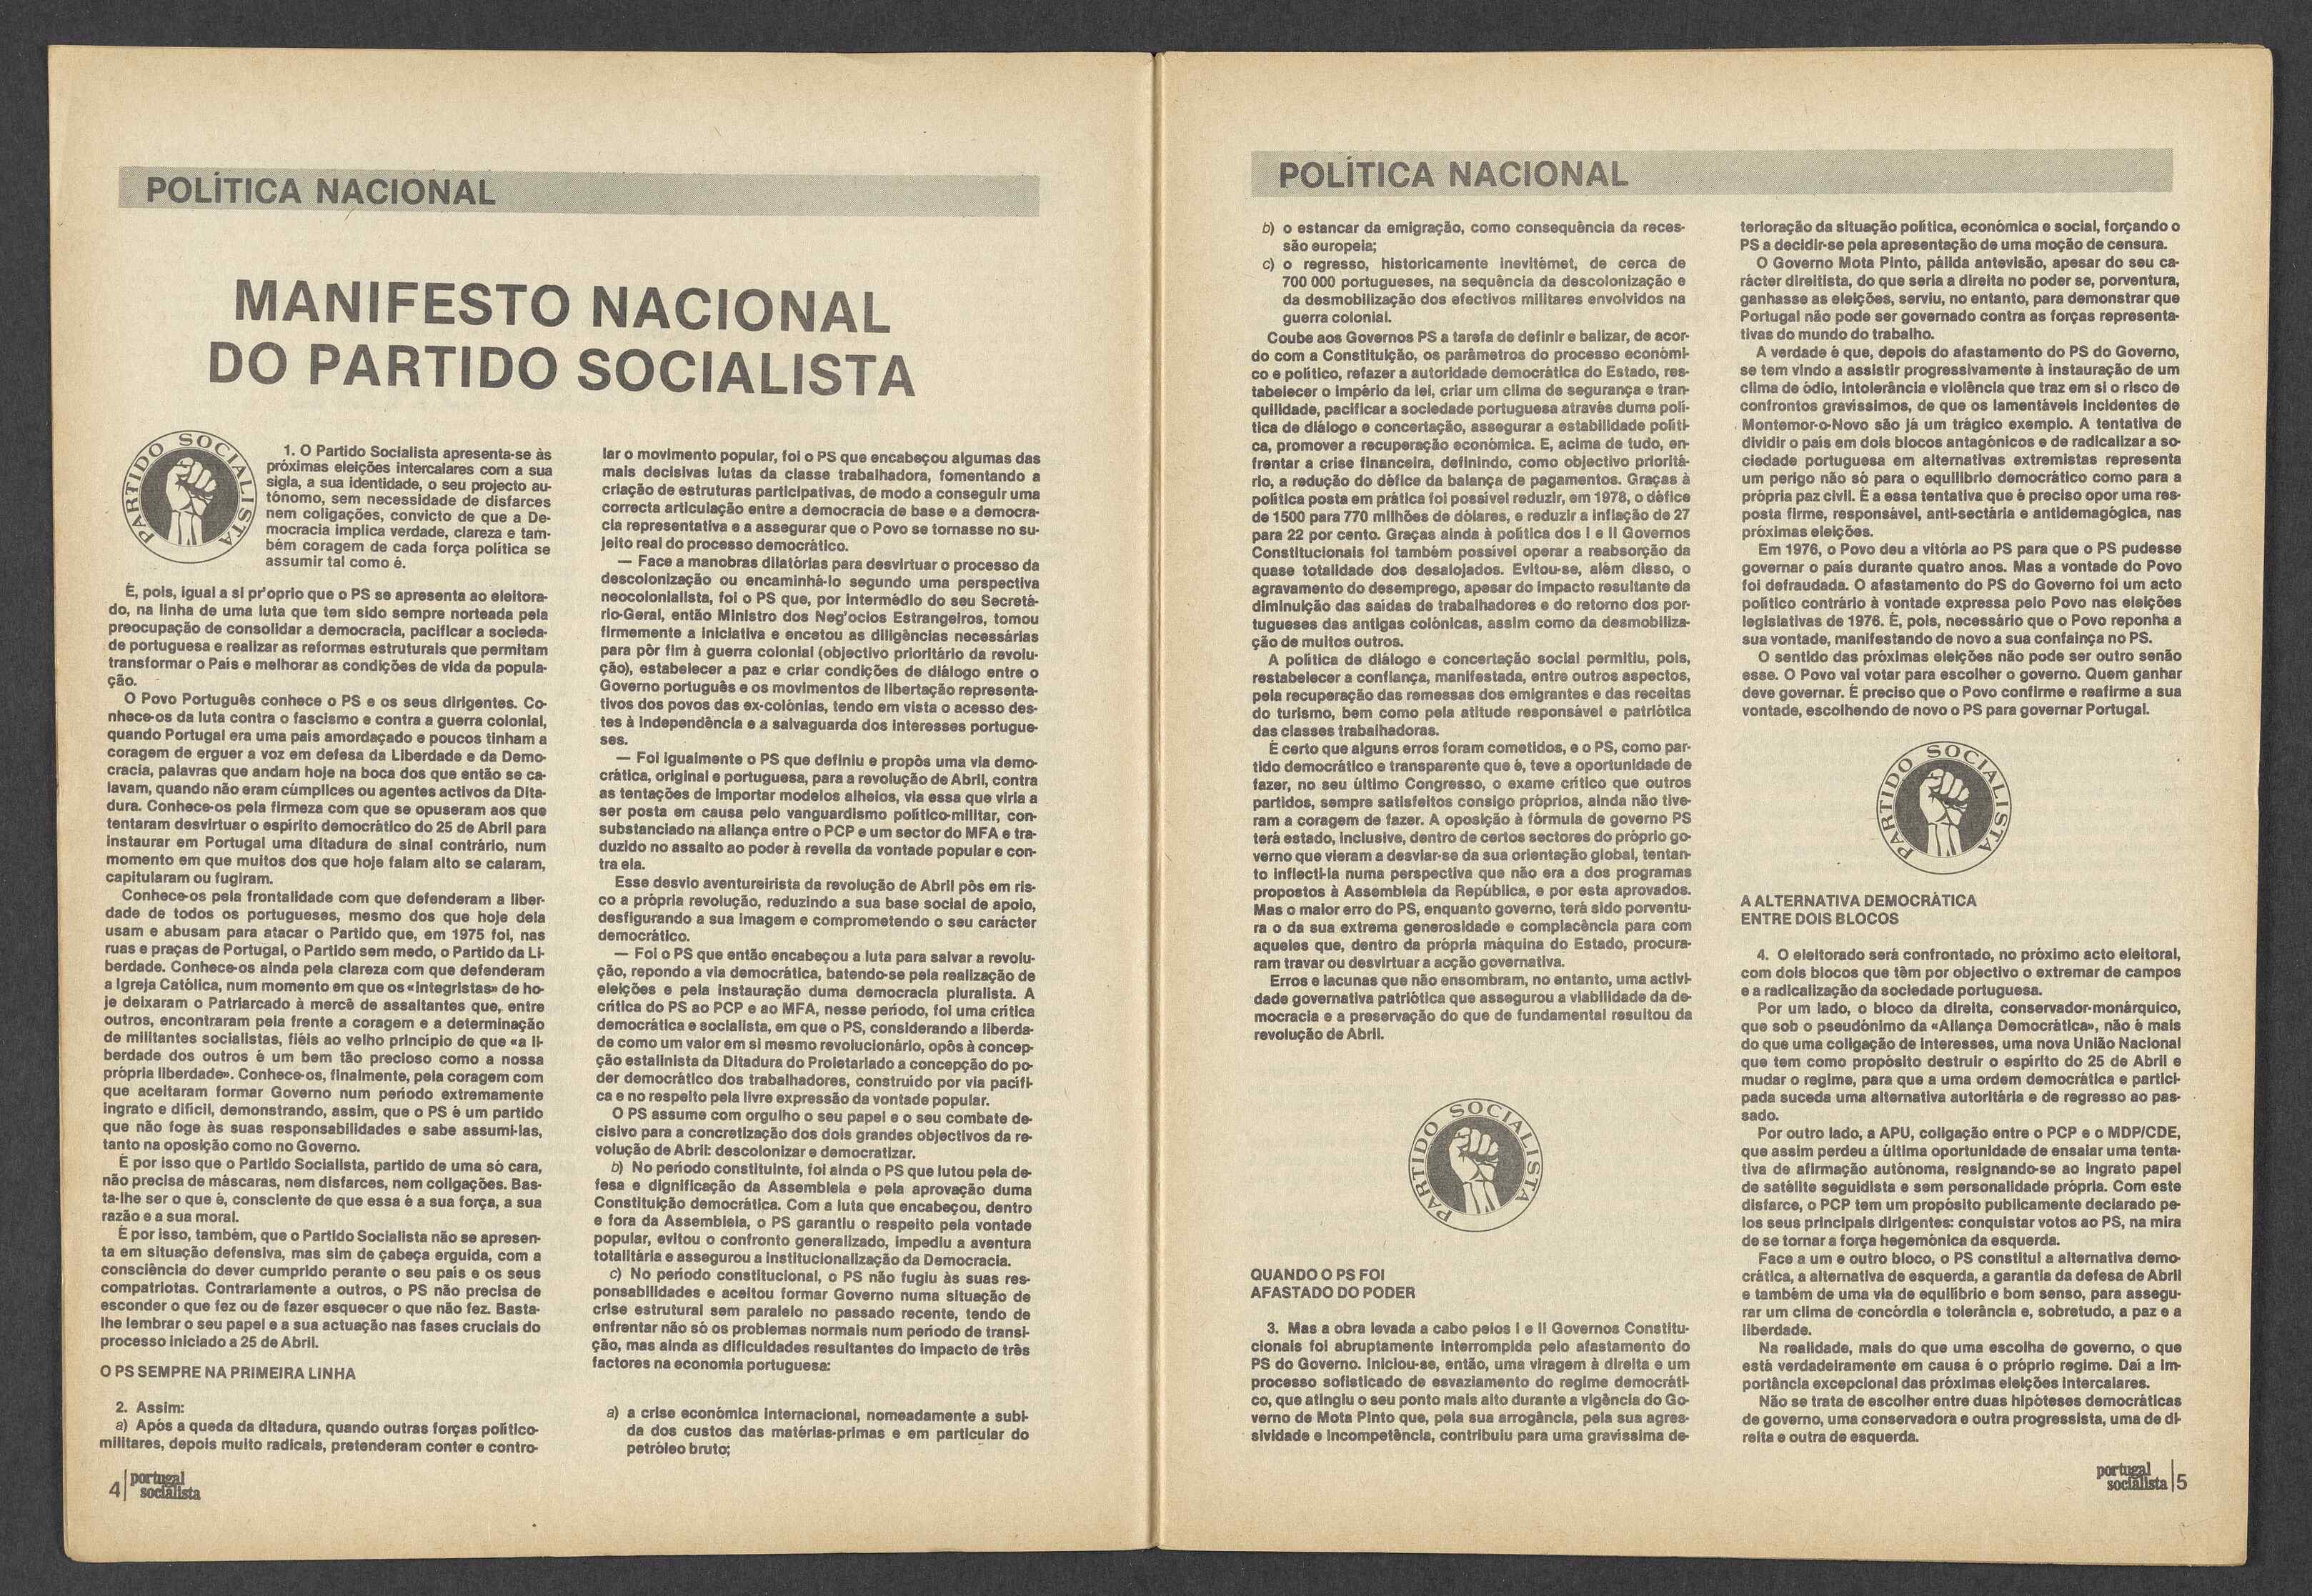 POLÍTICA NACIONAL
MANIFESTO NACIONAL
DO PARTIDO SOCIALISTA
PARTIDO SOCIALISTA
1. O Partido Socialista apresenta-se às
próximas eleições intercalares com a sua
sigla, a sua identidade, o seu projecto au-
tónomo, sem necessidade de disfarces
nem coligações, convicto de que a De-
mocracia implica verdade, clareza e tam-
bém coragem de cada força política se
assumir tal como é.
É, pois, igual a si pr'oprio que o PS se apresenta ao eleitora-
do, na linha de uma luta que tem sido sempre norteada pela
preocupação de consolidar a democracia, pacificar a socieda-
de portuguesa e realizar as reformas estruturais que permitam
transformar o País e melhorar as condições de vida da popula-
ção.
O Povo Português conhece o PS e os seus dirigentes. Co-
nhece-os da luta contra o fascismo e contra a guerra colonial,
quando Portugal era uma país amordaçado e poucos tinham a
coragem de erguer a voz em defesa da Liberdade e da Demo-
cracia, palavras que andam hoje na boca dos que então se ca-
lavam, quando não eram cúmplices ou agentes activos da Dita-
dura. Conhece-os pela firmeza com que se opuseram aos que
tentaram desvirtuar o espírito democrático do 25 de Abril para
instaurar em Portugal uma ditadura de sinal contrário, num
momento em que muitos dos que hoje falam alto se calaram,
capitularam ou fugiram.
Conhece-os pela frontalidade com que defenderam a liber-
dade de todos os portugueses, mesmo dos que hoje dela
usam e abusam para atacar o Partido que, em 1975 foi, nas
ruas e praças de Portugal, o Partido sem medo, o Partido da Li-
berdade. Conhece-os ainda pela clareza com que defenderam
a Igreja Católica, num momento em que os «integristas» de ho-
je deixaram o Patriarcado à mercê de assaltantes que, entre
outros, encontraram pela frente a coragem e a determinação
de militantes socialistas, fiéis ao velho princípio de que «a li-
berdade dos outros é um bem tão precioso como a nossa
própria liberdade». Conhece-os, finalmente, pela coragem com
que aceitaram formar Governo num período extremamente
ingrato e difícil, demonstrando, assim, que o PS é um partido
que não foge às suas responsabilidades e sabe assumi-las,
tanto na oposição como no Governo.
É por isso que o Partido Socialista, partido de uma só cara,
não precisa de máscaras, nem disfarces, nem coligações. Bas-
ta-lhe ser o que é, consciente de que essa é a sua força, a sua
razão e a sua moral.
É por isso, também, que o Partido Socialista não se apresen-
ta em situação defensiva, mas sim de cabeça erguida, com a
consciência do dever cumprido perante o seu país e os seus
compatriotas. Contrariamente a outros, o PS não precisa de
esconder o que fez ou de fazer esquecer o que não fez. Basta-
lhe lembrar o seu papel e a sua actuação nas fases cruciais do
processo iniciado a 25 de Abril.
O PS SEMPRE NA PRIMEIRA LINHA
2. Assim:
a) Após a queda da ditadura, quando outras forças político-
militares, depois muito radicais, pretenderam conter e contro-
lar o movimento popular, foi o PS que encabeçou algumas das
mais decisivas lutas da classe trabalhadora, fomentando a
criação de estruturas participativas, de modo a conseguir uma
correcta articulação entre a democracia de base e a democra-
cia representativa e a assegurar que o Povo se tornasse no su-
jeito real do processo democrático.
— Face a manobras dilatórias para desvirtuar o processo da
descolonização ou encaminhá-lo segundo uma perspectiva
neocolonialista, foi o PS que, por intermédio do seu Secretá-
rio-Geral, então Ministro dos Neg'ocios Estrangeiros, tomou
firmemente a iniciativa e encetou as diligências necessárias
para pôr fim à guerra colonial (objectivo prioritário da revolu-
ção), estabelecer a paz e criar condições de diálogo entre o
Governo português e os movimentos de libertação representa-
tivos dos povos das ex-colónias, tendo em vista o acesso des-
tes à independência e a salvaguarda dos interesses portugue-
ses.
— Foi igualmente o PS que definiu e propôs uma via demo-
crática, original e portuguesa, para a revolução de Abril, contra
as tentações de importar modelos alheios, via essa que viria a
ser posta em causa pelo vanguardismo político-militar, con-
substanciado na aliança entre o PCP e um sector do MFA e tra-
duzido no assalto ao poder à revelia da vontade popular e con-
tra ela.
Esse desvio aventureirista da revolução de Abril pôs em ris-
co a própria revolução, reduzindo a sua base social de apoio,
desfigurando a sua imagem e comprometendo o seu carácter
democrático.
— Foi o PS que então encabeçou a luta para salvar a revolu-
ção, repondo a via democrática, batendo-se pela realização de
eleições e pela instauração duma democracia pluralista. A
crítica do PS ao PCP e ao MFA, nesse período, foi uma crítica
democrática e socialista, em que o PS, considerando a liberda-
de como um valor em si mesmo revolucionário, opôs à concep-
ção estalinista da Ditadura do Proletariado a concepção do po-
der democrático dos trabalhadores, construído por via pacífi-
ca e no respeito pela livre expressão da vontade popular.
O PS assume com orgulho o seu papel e o seu combate de-
cisivo para a concretização dos dois grandes objectivos da re-
volução de Abril: descolonizar e democratizar.
b) No período constituinte, foi ainda o PS que lutou pela de-
fesa e dignificação da Assembleia e pela aprovação duma
Constituição democrática. Com a luta que encabeçou, dentro
e fora da Assembleia, o PS garantiu o respeito pela vontade
popular, evitou o confronto generalizado, impediu a aventura
totalitária e assegurou a institucionalização da Democracia.
c) No período constitucional, o PS não fugiu às suas res-
ponsabilidades e aceitou formar Governo numa situação de
crise estrutural sem paralelo no passado recente, tendo de
enfrentar não só os problemas normais num período de transi-
ção, mas ainda as dificuldades resultantes do impacto de três
factores na economia portuguesa:
a) a crise económica internacional, nomeadamente a subi-
da dos custos das matérias-primas e em particular do
petróleo bruto;
4 portugal
socialista
POLÍTICA NACIONAL
b) o estancar da emigração, como consequência da reces-
são europeia;
c) o regresso, historicamente inevitémet, de cerca de
700 000 portugueses, na sequência da descolonização e
da desmobilização dos efectivos militares envolvidos na
guerra colonial.
Coube aos Governos PS a tarefa de definir e balizar, de acor-
do com a Constituição, os parâmetros do processo económi-
co e político, refazer a autoridade democrática do Estado, res-
tabelecer o império da lei, criar um clima de segurança e tran-
quilidade, pacificar a sociedade portuguesa através duma polí-
tica de diálogo e concertação, assegurar a estabilidade políti-
ca, promover a recuperação económica. E, acima de tudo, en-
frentar a crise financeira, definindo, como objectivo prioritá-
rio, a redução do défice da balança de pagamentos. Graças à
política posta em prática foi possível reduzir, em 1978, o défice
de 1500 para 770 milhões de dólares, e reduzir a inflação de 27
para 22 por cento. Graças ainda à política dos I e II Governos
Constitucionais foi também possível operar a reabsorção da
quase totalidade dos desalojados. Evitou-se, além disso, o
agravamento do desemprego, apesar do impacto resultante da
diminuição das saídas de trabalhadores e do retorno dos por-
tugueses das antigas colónicas, assim como da desmobiliza-
ção de muitos outros.
A política de diálogo e concertação social permitiu, pois,
restabelecer a confiança, manifestada, entre outros aspectos,
pela recuperação das remessas dos emigrantes e das receitas
do turismo, bem como pela atitude responsável e patriótica
das classes trabalhadoras.
É certo que alguns erros foram cometidos, e o PS, como par-
tido democrático e transparente que é, teve a oportunidade de
fazer, no seu último Congresso, o exame crítico que outros
partidos, sempre satisfeitos consigo próprios, ainda não tive-
ram a coragem de fazer. A oposição à fórmula de governo PS
terá estado, inclusive, dentro de certos sectores do próprio go-
verno que vieram a desviar-se da sua orientação global, tentan-
to inflecti-la numa perspectiva que não era a dos programas
propostos à Assembleia da República, e por esta aprovados.
Mas o maior erro do PS, enquanto governo, terá sido porventu-
ra o da sua extrema generosidade e complacência para com
aqueles que, dentro da própria máquina do Estado, procura-
ram travar ou desvirtuar a acção governativa.
Erros e lacunas que não ensombram, no entanto, uma activi-
dade governativa patriótica que assegurou a viabilidade da de-
mocracia e a preservação do que de fundamental resultou da
revolução de Abril.
PARTIDO SOCIALISTA
QUANDO O PS FOI
AFASTADO DO PODER
3. Mas a obra levada a cabo pelos I e II Governos Constitu-
cionais foi abruptamente interrompida pelo afastamento do
PS do Governo. Iniciou-se, então, uma viragem à direita e um
processo sofisticado de esvaziamento do regime democráti-
co, que atingiu o seu ponto mais alto durante a vigência do Go-
verno de Mota Pinto que, pela sua arrogância, pela sua agres-
sividade e incompetência, contribuiu para uma gravíssima de-
terioração da situação política, económica e social, forçando o
PS a decidir-se pela apresentação de uma moção de censura.
O Governo Mota Pinto, pálida antevisão, apesar do seu ca-
rácter direitista, do que seria a direita no poder se, porventura,
ganhasse as eleições, serviu, no entanto, para demonstrar que
Portugal não pode ser governado contra as forças representa-
tivas do mundo do trabalho.
A verdade é que, depois do afastamento do PS do Governo,
se tem vindo a assistir progressivamente à instauração de um
clima de ódio, intolerância e violência que traz em si o risco de
confrontos gravíssimos, de que os lamentáveis incidentes de
Montemor-o-Novo são já um trágico exemplo. A tentativa de
dividir o país em dois blocos antagónicos e de radicalizar a so-
ciedade portuguesa em alternativas extremistas representa
um perigo não só para o equilíbrio democrático como para a
própria paz civil. É a essa tentativa que é preciso opor uma res-
posta firme, responsável, anti-sectária e antidemagógica, nas
próximas eleições.
Em 1976, o Povo deu a vitória ao PS para que o PS pudesse
governar o país durante quatro anos. Mas a vontade do Povo
foi defraudada. O afastamento do PS do Governo foi um acto
político contrário à vontade expressa pelo Povo nas eleições
legislativas de 1976. É, pois, necessário que o Povo reponha a
sua vontade, manifestando de novo a sua confainça no PS.
O sentido das próximas eleições não pode ser outro senão
esse. O Povo vai votar para escolher o governo. Quem ganhar
deve governar. É preciso que o Povo confirme e reafirme a sua
vontade, escolhendo de novo o PS para governar Portugal.
PARTIDO SOCIALISTA
A ALTERNATIVA DEMOCRÁTICA
ENTRE DOIS BLOCOS
4. O eleitorado será confrontado, no próximo acto eleitoral,
com dois blocos que têm por objectivo o extremar de campos
e a radicalização da sociedade portuguesa.
Por um lado, o bloco da direita, conservador-monárquico,
que sob o pseudónimo da «Aliança Democrática», não é mais
do que uma coligação de interesses, uma nova União Nacional
que tem como propósito destruir o espírito do 25 de Abril e
mudar o regime, para que a uma ordem democrática e partici-
pada suceda uma alternativa autoritária e de regresso ao pas-
sado.
Por outro lado, a APU, coligação entre o PCP e o MDP/CDE,
que assim perdeu a última oportunidade de ensaiar uma tenta-
tiva de afirmação autónoma, resignando-se ao ingrato papel
de satélite seguidista e sem personalidade própria. Com este
disfarce, o PCP tem um propósito publicamente declarado pe-
los seus principais dirigentes: conquistar votos ao PS, na mira
de se tornar a força hegemónica da esquerda.
Face a um e outro bloco, o PS constitui a alternativa demo-
crática, a alternativa de esquerda, a garantia da defesa de Abril
e também de uma via de equilíbrio e bom senso, para assegu-
rar um clima de concórdia e tolerância e, sobretudo, a paz e a
liberdade.
Na realidade, mais do que uma escolha de governo, o que
está verdadeiramente em causa é o próprio regime. Daí a im-
portância excepcional das próximas eleições intercalares.
Não se trata de escolher entre duas hipóteses democráticas
de governo, uma conservadora e outra progressista, uma de di-
reita e outra de esquerda.
portugal
socialista 5